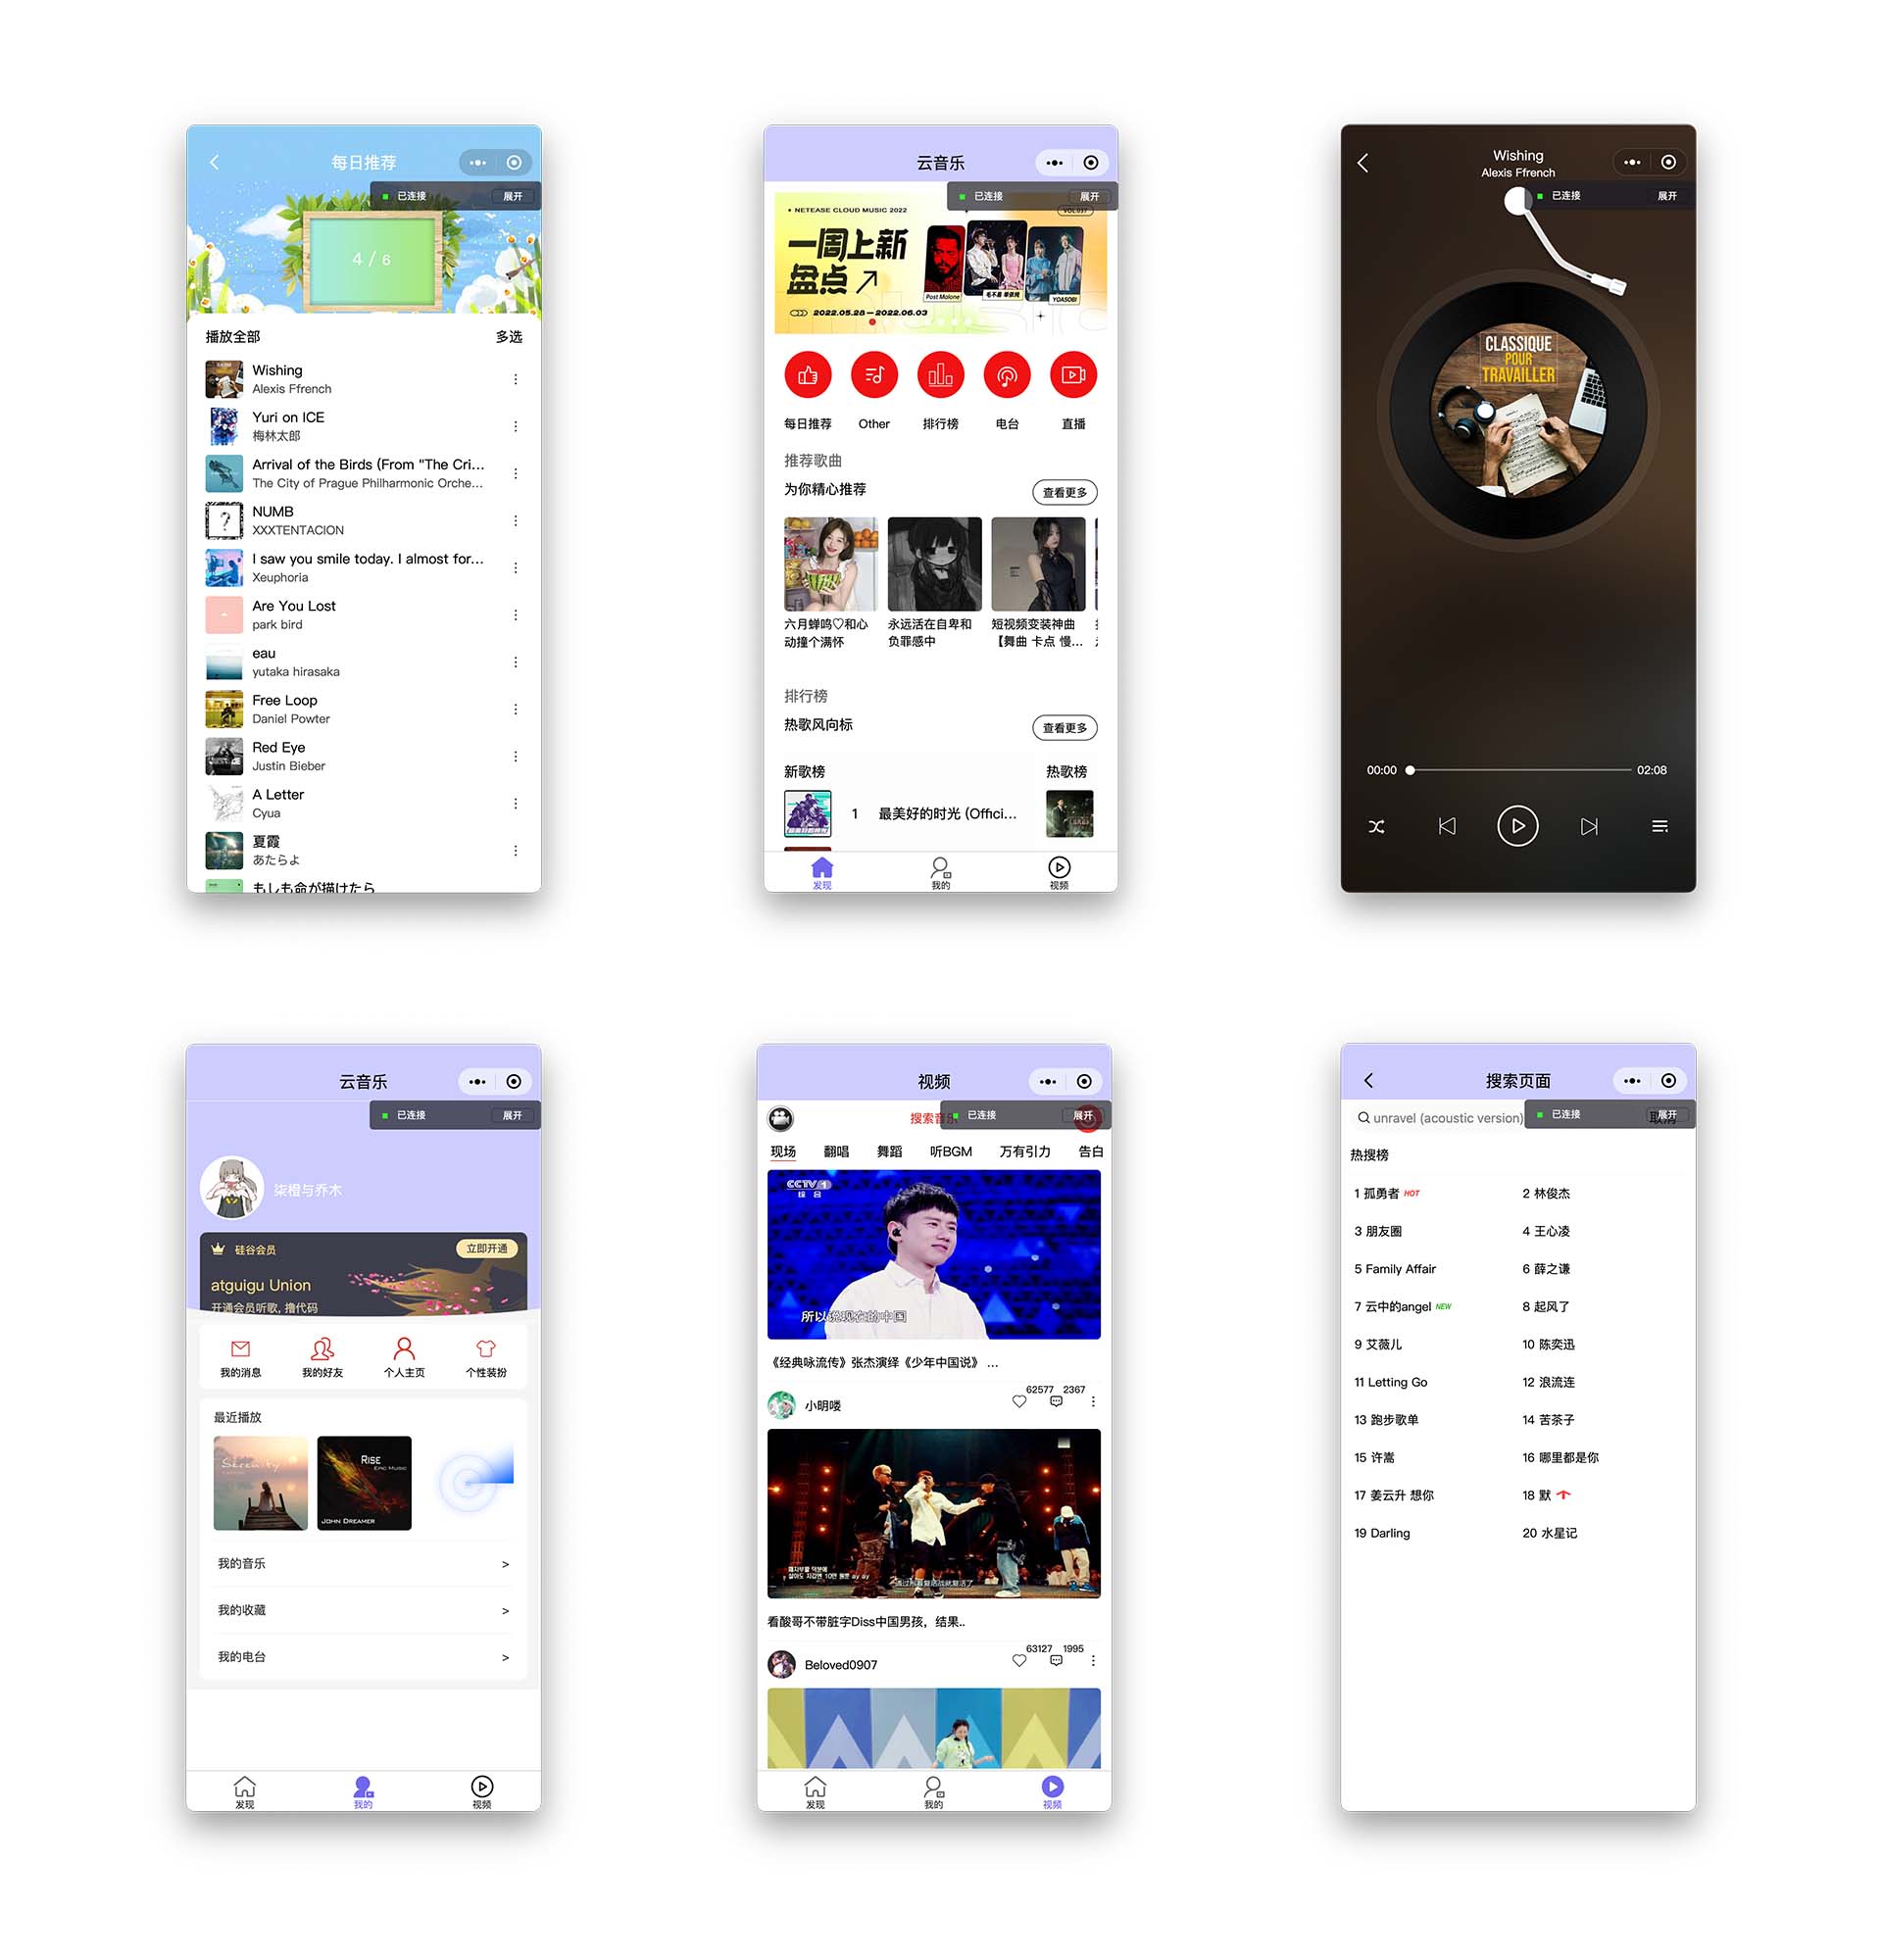 每日推荐
已连接
展开
4 / 6
播放全部
多选
Wishing
Alexis Ffrench
Yuri on ICE
梅林太郎
Arrival of the Birds (From "The Cri...
The City of Prague Philharmonic Orche...
NUMB
XXXTENTACION
I saw you smile today. I almost for...
Xeuphoria
Are You Lost
park bird
eau
yutaka hirasaka
Free Loop
Daniel Powter
Red Eye
Justin Bieber
A Letter
Cyua
夏霞
あたらよ
もしも命が描けたら
云音乐
已连接
展开
NETEASE CLOUD MUSIC 2022
VOL.037
一周上新
盘点
Post Malone
毛不易 单依纯
YOASOBI
2022.05.28—2022.06.03
每日推荐
Other
排行榜
电台
直播
推荐歌曲
为你精心推荐
查看更多
六月蝉鸣♡和心
动撞个满怀
永远活在自卑和
负罪感中
短视频变装神曲
【舞曲 卡点 慢...
排行榜
热歌风向标
查看更多
新歌榜
热歌榜
1
最美好的时光 (Offici...
发现
我的
视频
Wishing
Alexis Ffrench
已连接
展开
CLASSIQUE
POUR
TRAVAILLER
00:00
02:08
云音乐
已连接
展开
柒橙与乔木
硅谷会员
立即开通
atguigu Union
开通会员听歌, 撸代码
我的消息
我的好友
个人主页
个性装扮
最近播放
Serenity
RISE
EPIC MUSIC
JOHN DREAMER
我的音乐 >
我的收藏 >
我的电台 >
发现
我的
视频
视频
搜索音乐
已连接
展开
现场
翻唱
舞蹈
听BGM
万有引力
告白
CCTV 1
综合
所以说现在的中国
《经典咏流传》张杰演绎《少年中国说》 ...
小明喽
62577
2367
看酸哥不带脏字Diss中国男孩，结果..
Beloved0907
63127
1995
发现
我的
视频
搜索页面
unravel (acoustic version)
已连接
展开
取消
热搜榜
1 孤勇者 HOT
2 林俊杰
3 朋友圈
4 王心凌
5 Family Affair
6 薛之谦
7 云中的angel NEW
8 起风了
9 艾薇儿
10 陈奕迅
11 Letting Go
12 浪流连
13 跑步歌单
14 苦茶子
15 许嵩
16 哪里都是你
17 姜云升 想你
18 默
19 Darling
20 水星记